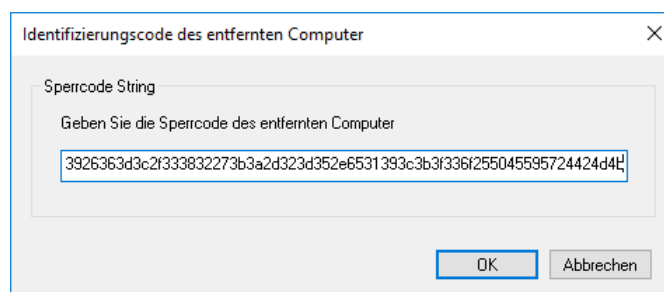 Identifizierungscode des entfernten Computer
Sperrcode String
Geben Sie die Sperrcode des entfernten Computer
3926363d3c2f333832273b3a2d323d352e6531393c3b3f336f255045595724424d4
OK
Abbrechen